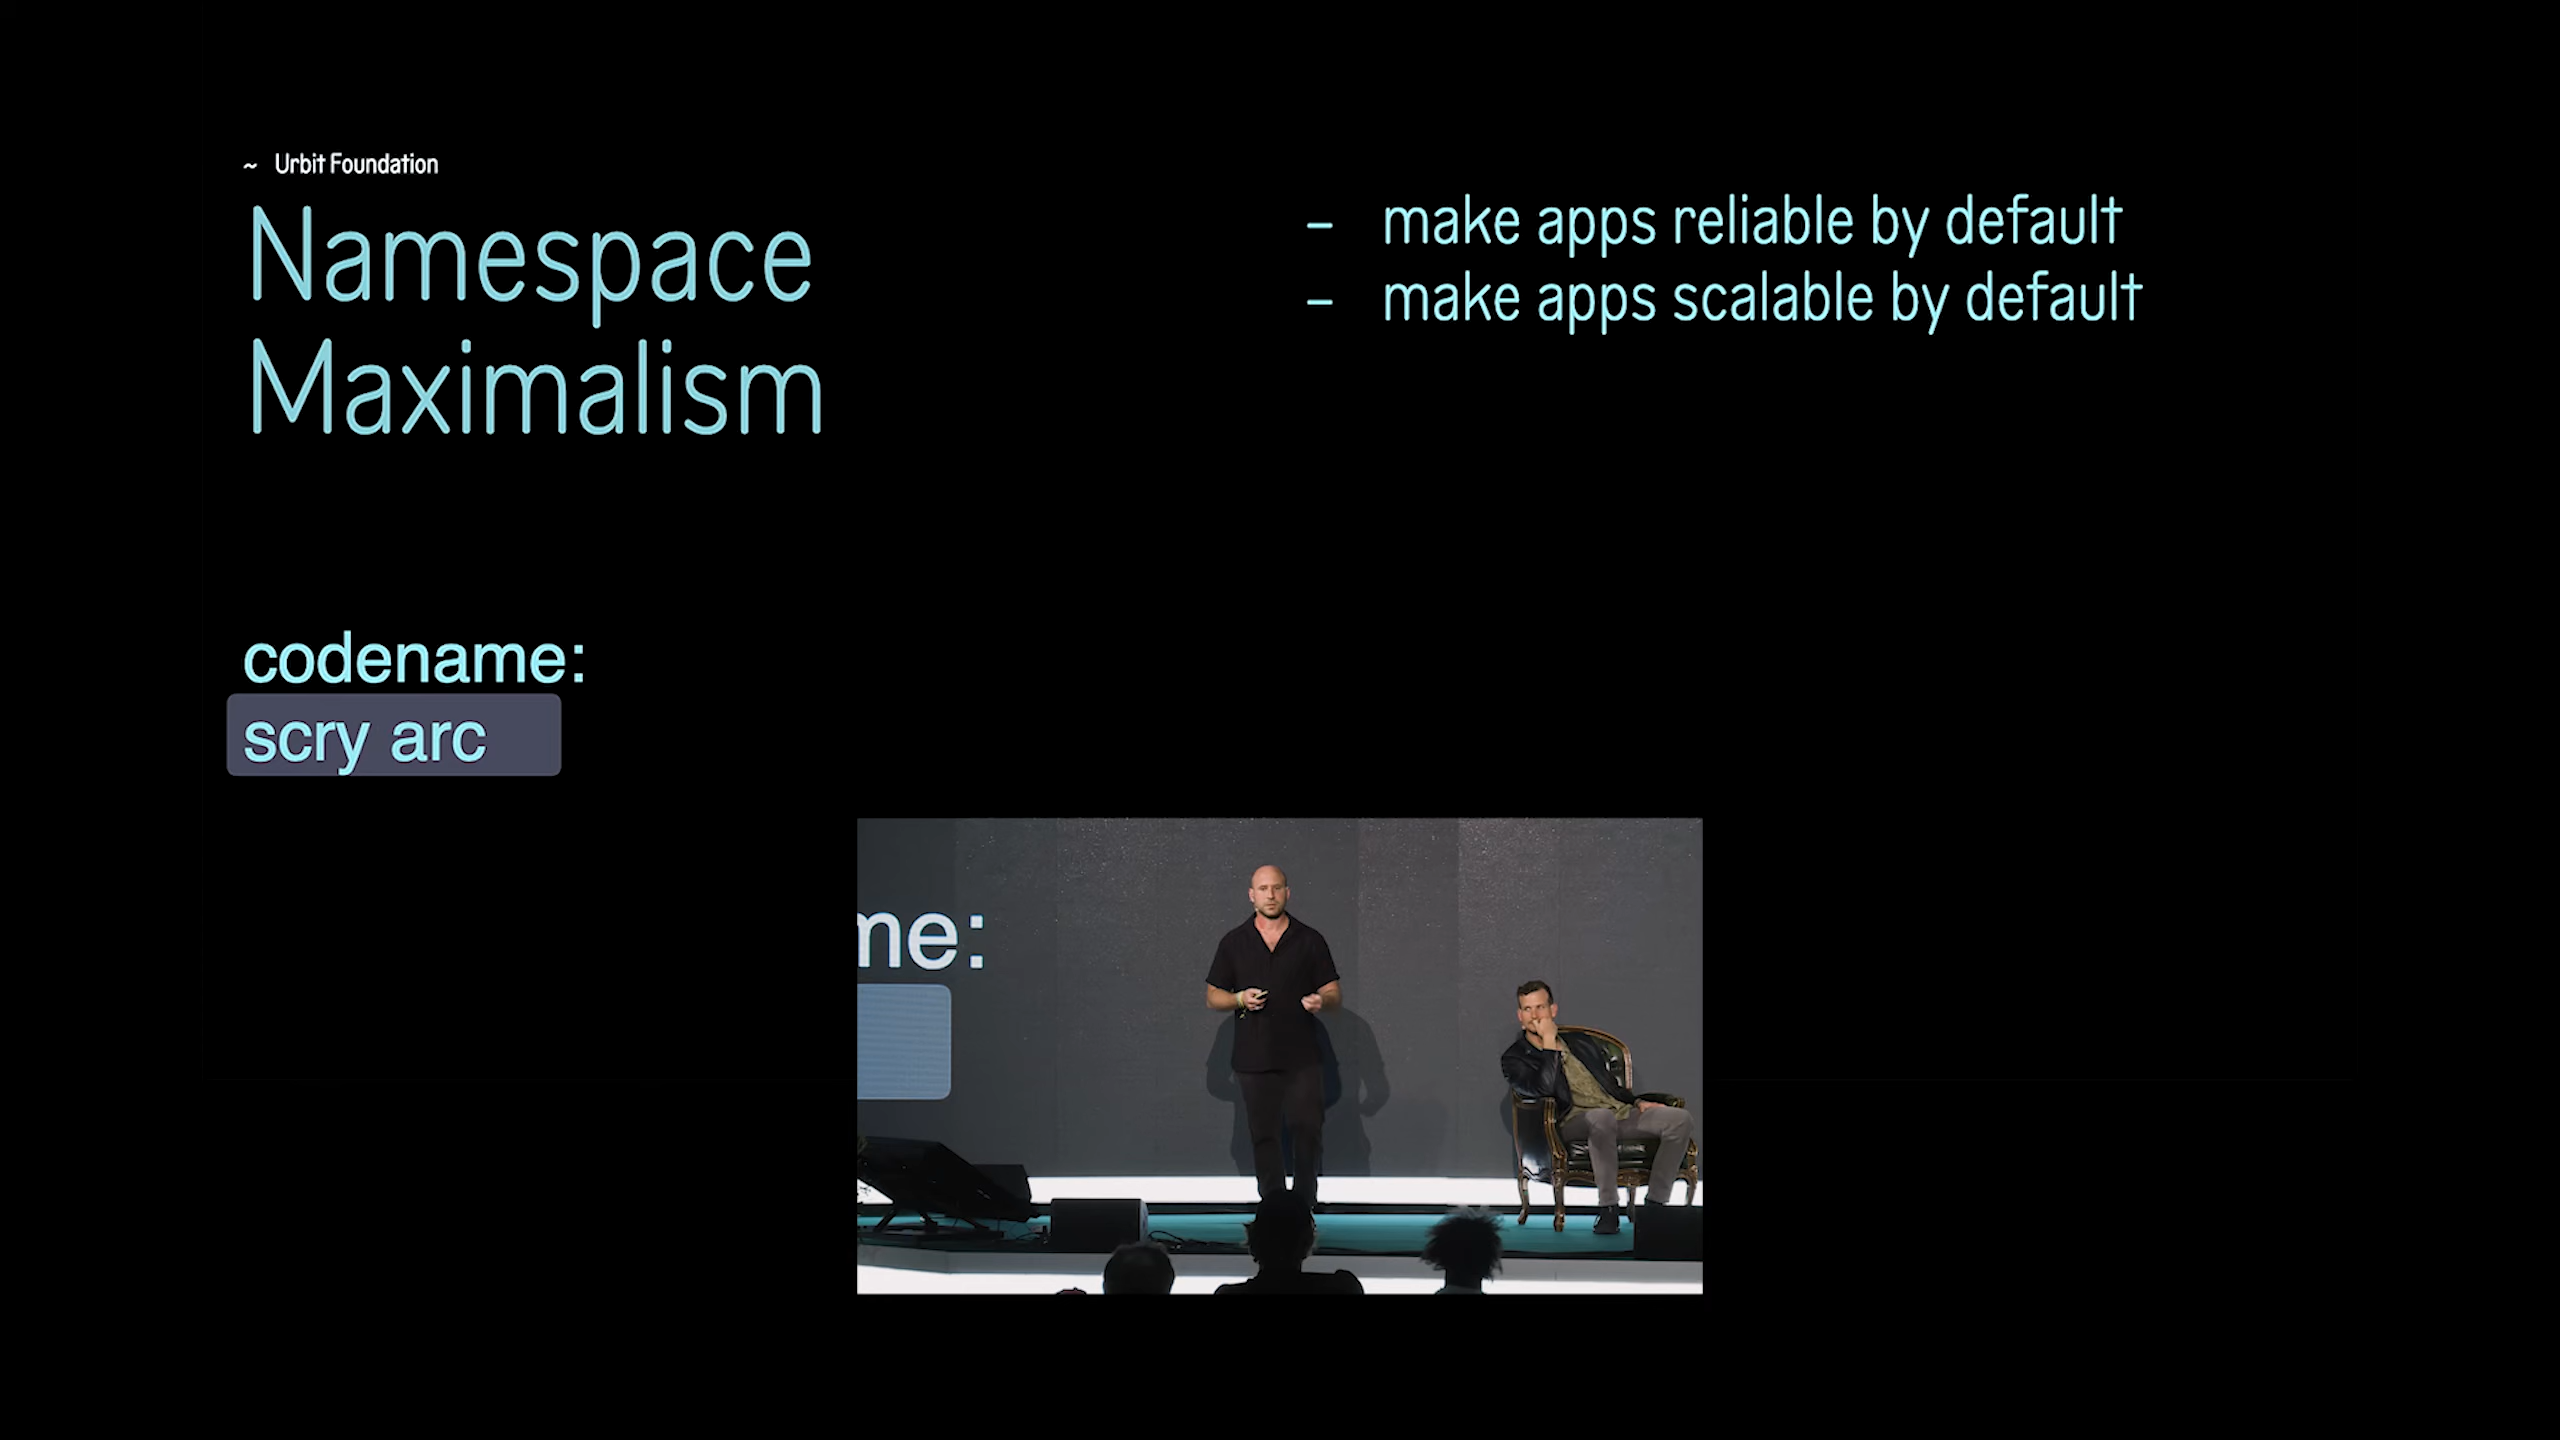 ~ Urbit Foundation
Namespace
Maximalism
- make apps reliable by default
- make apps scalable by default
codename:
scry arc
me: